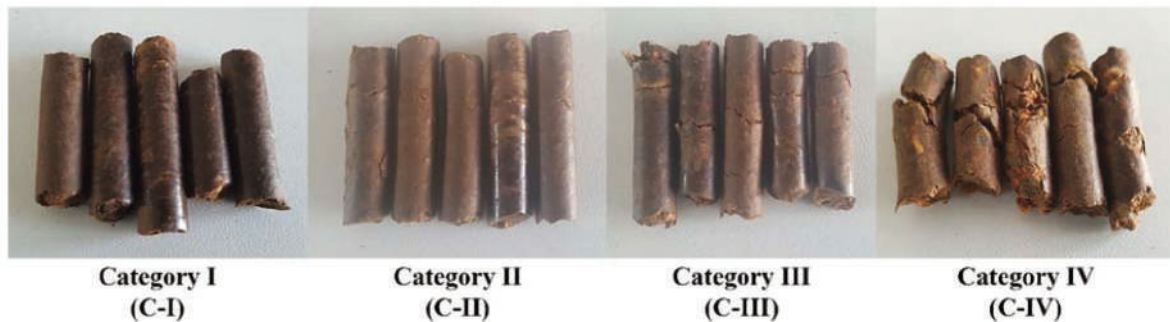 Category I
(C-I)
Category II
(C-II)
Category III
(C-III)
Category IV
(C-IV)